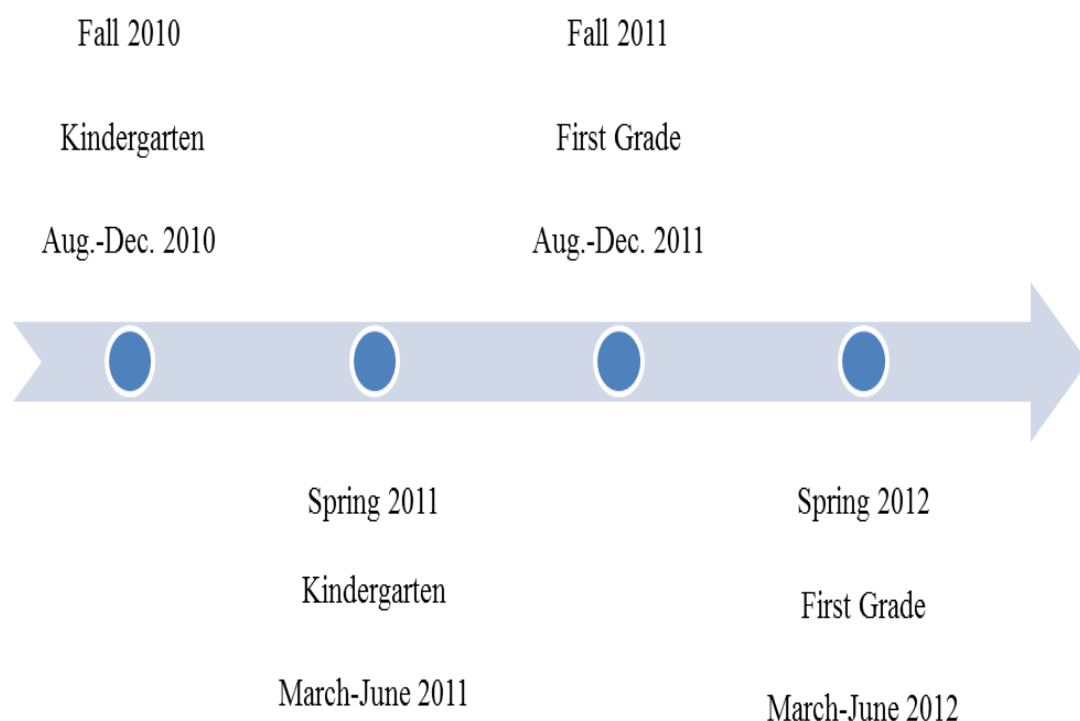 Fall 2010
Kindergarten
Aug.-Dec. 2010
Fall 2011
First Grade
Aug.-Dec. 2011
Spring 2011
Kindergarten
March-June 2011
Spring 2012
First Grade
March-June 2012